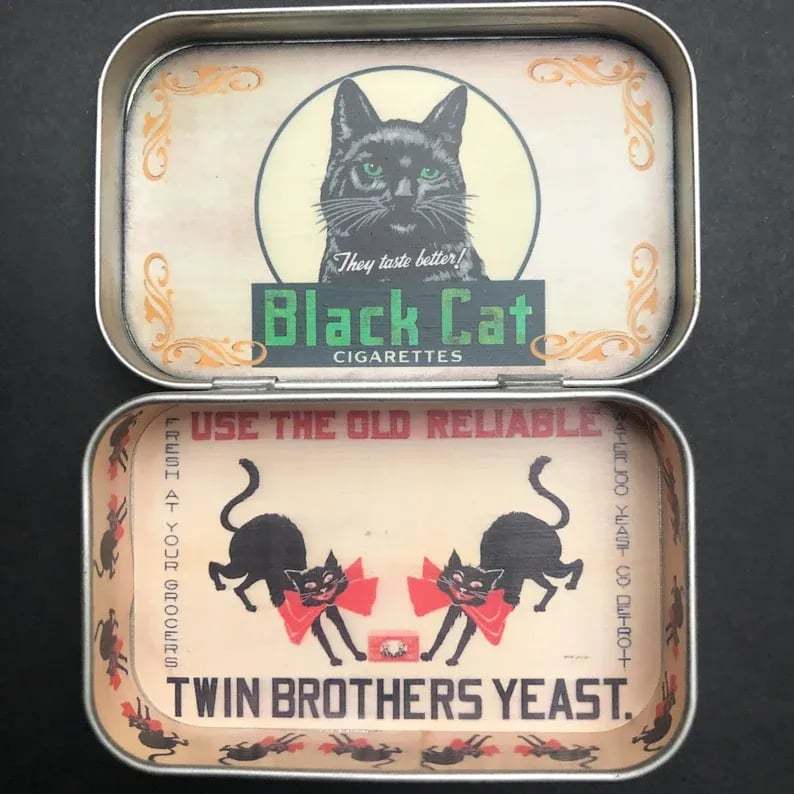 They taste better!
Black Cat
CIGARETTES
USE THE OLD RELIABLE
FRESH AT YOUR GROCERS
WATERLOO YEAST CO DETROIT
TWIN BROTHERS YEAST.